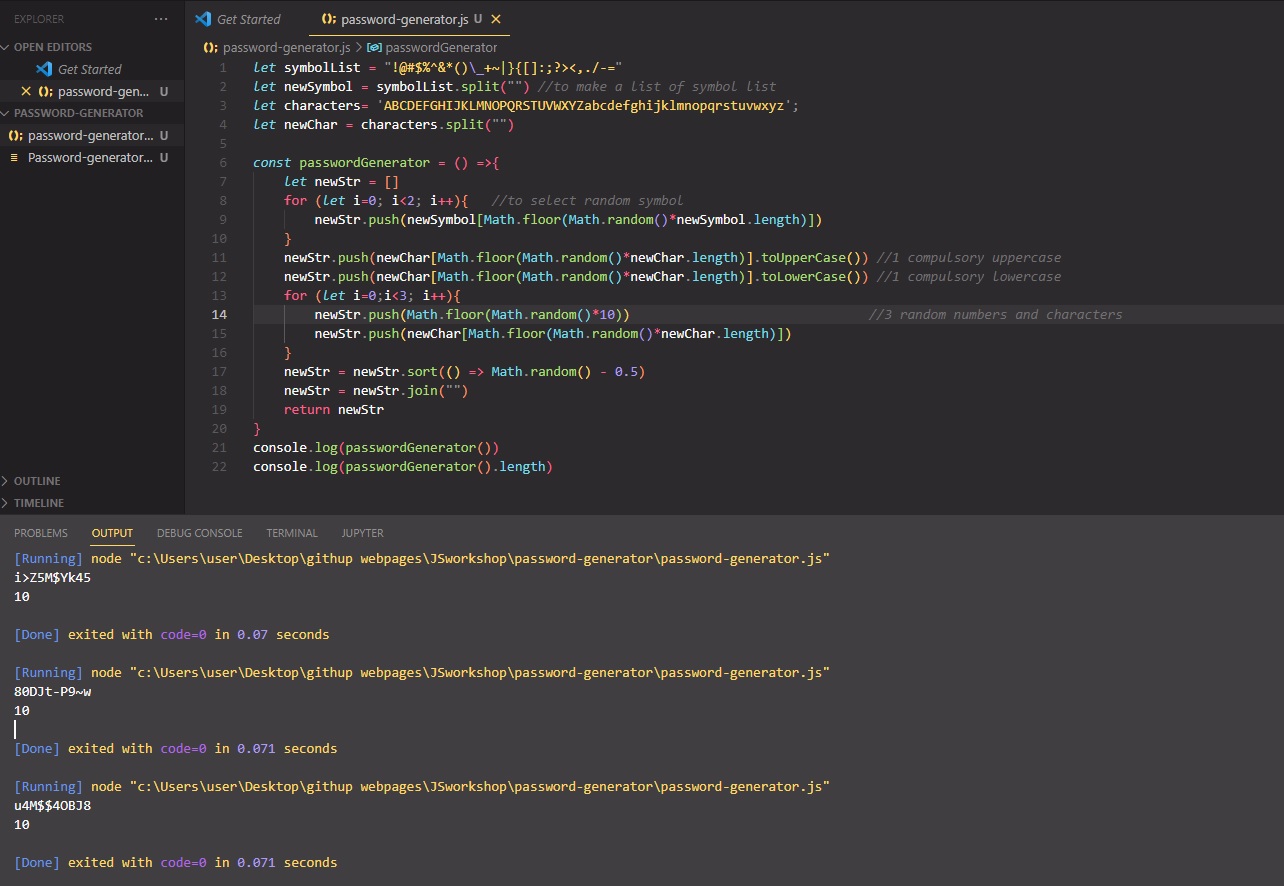 EXPLORER ...
OPEN EDITORS
Get Started
password-gen... U
PASSWORD-GENERATOR
password-generator... U
Password-generator... U
OUTLINE
TIMELINE
Get Started
password-generator.js U
password-generator.js > passwordGenerator
1 let symbolList = "!@#$%^&*()\_+~|}{[]:;?><,./-="
2 let newSymbol = symbolList.split("") //to make a list of symbol list
3 let characters= 'ABCDEFGHIJKLMNOPQRSTUVWXYZabcdefghijklmnopqrstuvwxyz';
4 let newChar = characters.split("")
5
6 const passwordGenerator = () =>{
7 let newStr = []
8 for (let i=0; i<2; i++){ //to select random symbol
9 newStr.push(newSymbol[Math.floor(Math.random()*newSymbol.length)])
10 }
11 newStr.push(newChar[Math.floor(Math.random()*newChar.length)].toUpperCase()) //1 compulsory uppercase
12 newStr.push(newChar[Math.floor(Math.random()*newChar.length)].toLowerCase()) //1 compulsory lowercase
13 for (let i=0;i<3; i++){
14 newStr.push(Math.floor(Math.random()*10)) //3 random numbers and characters
15 newStr.push(newChar[Math.floor(Math.random()*newChar.length)])
16 }
17 newStr = newStr.sort(() => Math.random() - 0.5)
18 newStr = newStr.join("")
19 return newStr
20 }
21 console.log(passwordGenerator())
22 console.log(passwordGenerator().length)
PROBLEMS OUTPUT DEBUG CONSOLE TERMINAL JUPYTER
[Running] node "c:\Users\user\Desktop\githup webpages\JSworkshop\password-generator\password-generator.js"
i>Z5M$Yk45
10
[Done] exited with code=0 in 0.07 seconds
[Running] node "c:\Users\user\Desktop\githup webpages\JSworkshop\password-generator\password-generator.js"
80DJt-P9~w
10
[Done] exited with code=0 in 0.071 seconds
[Running] node "c:\Users\user\Desktop\githup webpages\JSworkshop\password-generator\password-generator.js"
u4M$$4OBJ8
10
[Done] exited with code=0 in 0.071 seconds